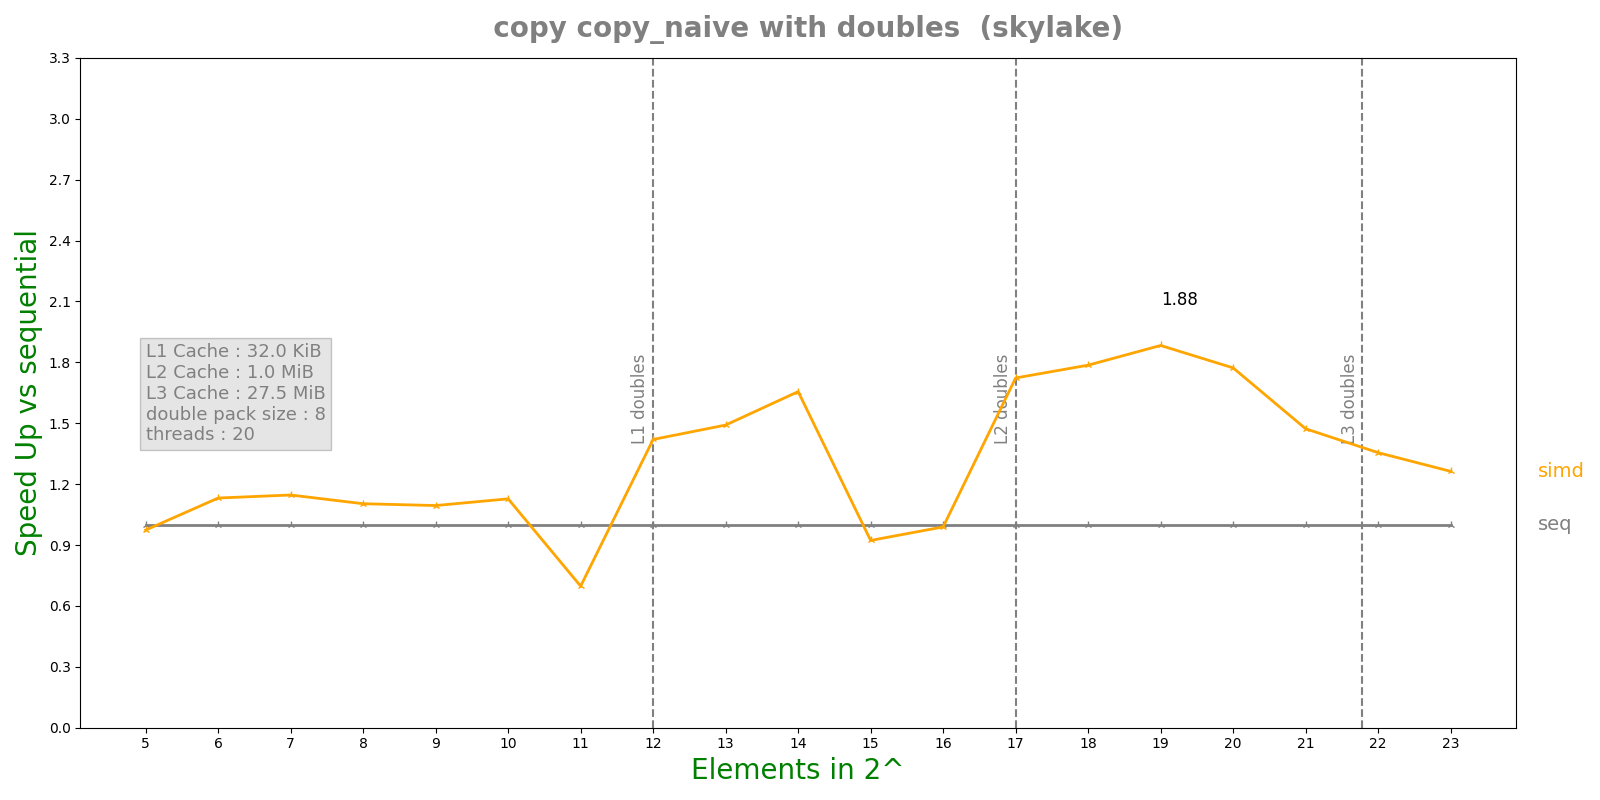 copy copy_naive with doubles  (skylake)
Speed Up vs sequential
3.3
3.0
2.7
2.4
2.1
1.8
1.5
1.2
0.9
0.6
0.3
0.0
L1 Cache : 32.0 KiB
L2 Cache : 1.0 MiB
L3 Cache : 27.5 MiB
double pack size : 8
threads : 20
L1 doubles
L2 doubles
L3 doubles
1.88
simd
seq
5 6 7 8 9 10 11 12 13 14 15 16 17 18 19 20 21 22 23
Elements in 2^